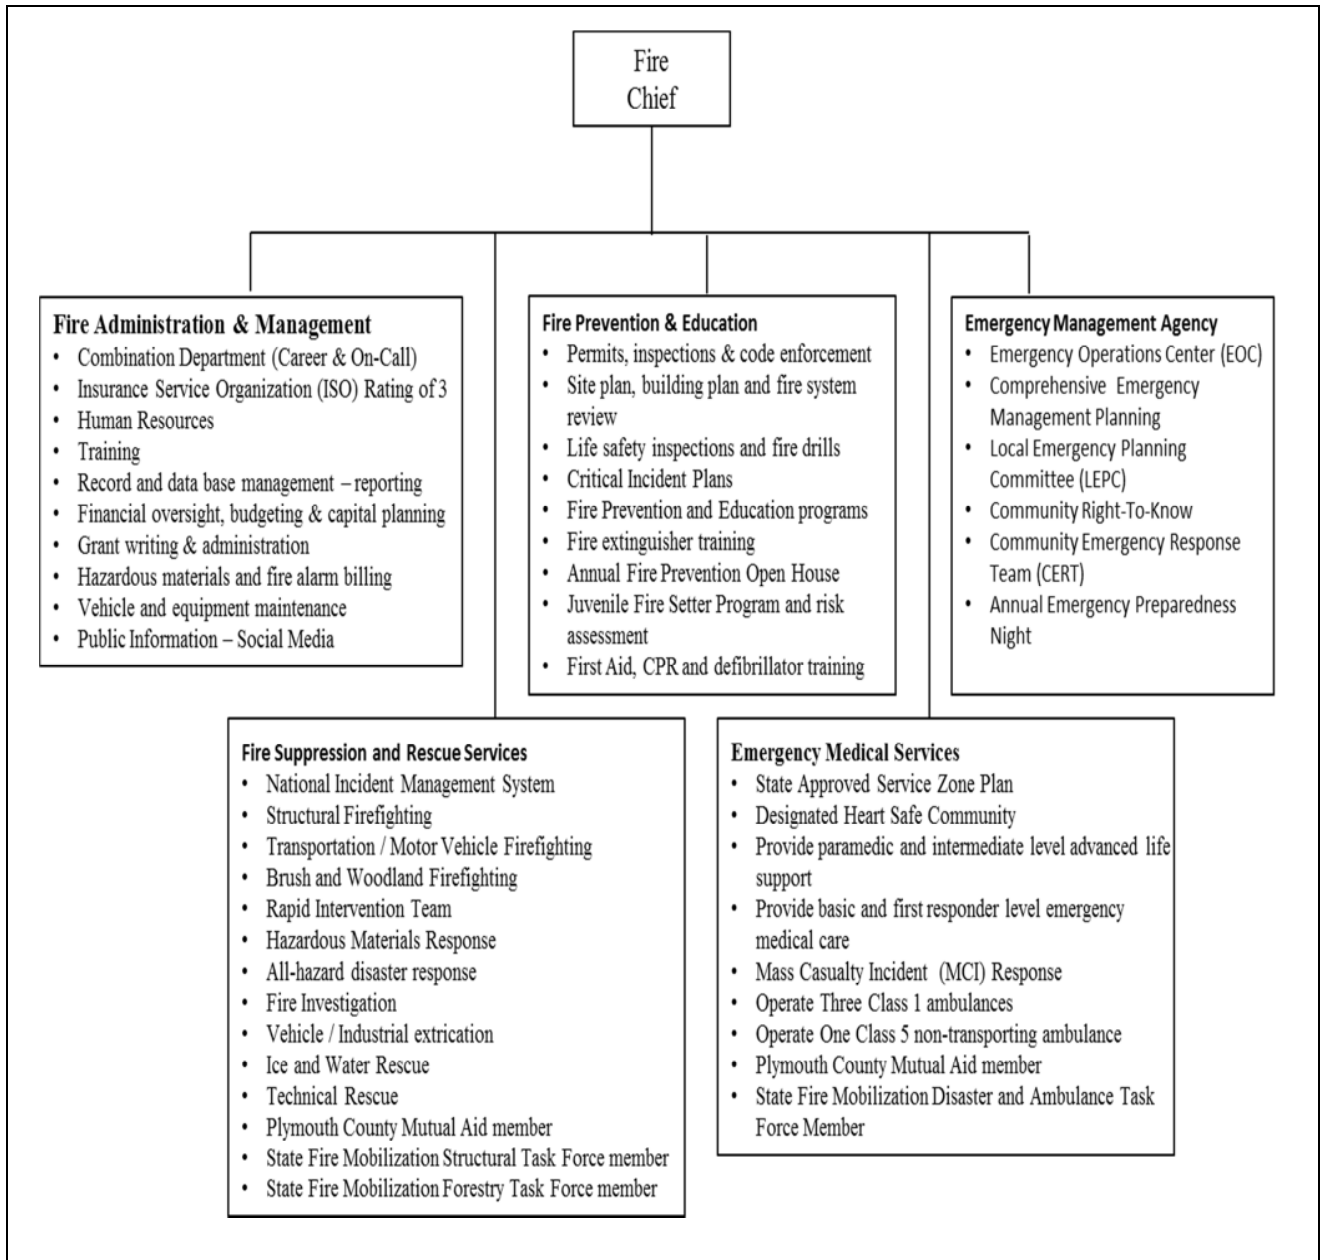 Fire
Chief
Fire Administration & Management
• Combination Department (Career & On-Call)
• Insurance Service Organization (ISO) Rating of 3
• Human Resources
• Training
• Record and data base management – reporting
• Financial oversight, budgeting & capital planning
• Grant writing & administration
• Hazardous materials and fire alarm billing
• Vehicle and equipment maintenance
• Public Information – Social Media
Fire Prevention & Education
• Permits, inspections & code enforcement
• Site plan, building plan and fire system
review
• Life safety inspections and fire drills
• Critical Incident Plans
• Fire Prevention and Education programs
• Fire extinguisher training
• Annual Fire Prevention Open House
• Juvenile Fire Setter Program and risk
assessment
• First Aid, CPR and defibrillator training
Emergency Management Agency
• Emergency Operations Center (EOC)
• Comprehensive Emergency
Management Planning
• Local Emergency Planning
Committee (LEPC)
• Community Right-To-Know
• Community Emergency Response
Team (CERT)
• Annual Emergency Preparedness
Night
Fire Suppression and Rescue Services
• National Incident Management System
• Structural Firefighting
• Transportation / Motor Vehicle Firefighting
• Brush and Woodland Firefighting
• Rapid Intervention Team
• Hazardous Materials Response
• All-hazard disaster response
• Fire Investigation
• Vehicle / Industrial extrication
• Ice and Water Rescue
• Technical Rescue
• Plymouth County Mutual Aid member
• State Fire Mobilization Structural Task Force member
• State Fire Mobilization Forestry Task Force member
Emergency Medical Services
• State Approved Service Zone Plan
• Designated Heart Safe Community
• Provide paramedic and intermediate level advanced life
support
• Provide basic and first responder level emergency
medical care
• Mass Casualty Incident (MCI) Response
• Operate Three Class 1 ambulances
• Operate One Class 5 non-transporting ambulance
• Plymouth County Mutual Aid member
• State Fire Mobilization Disaster and Ambulance Task
Force Member